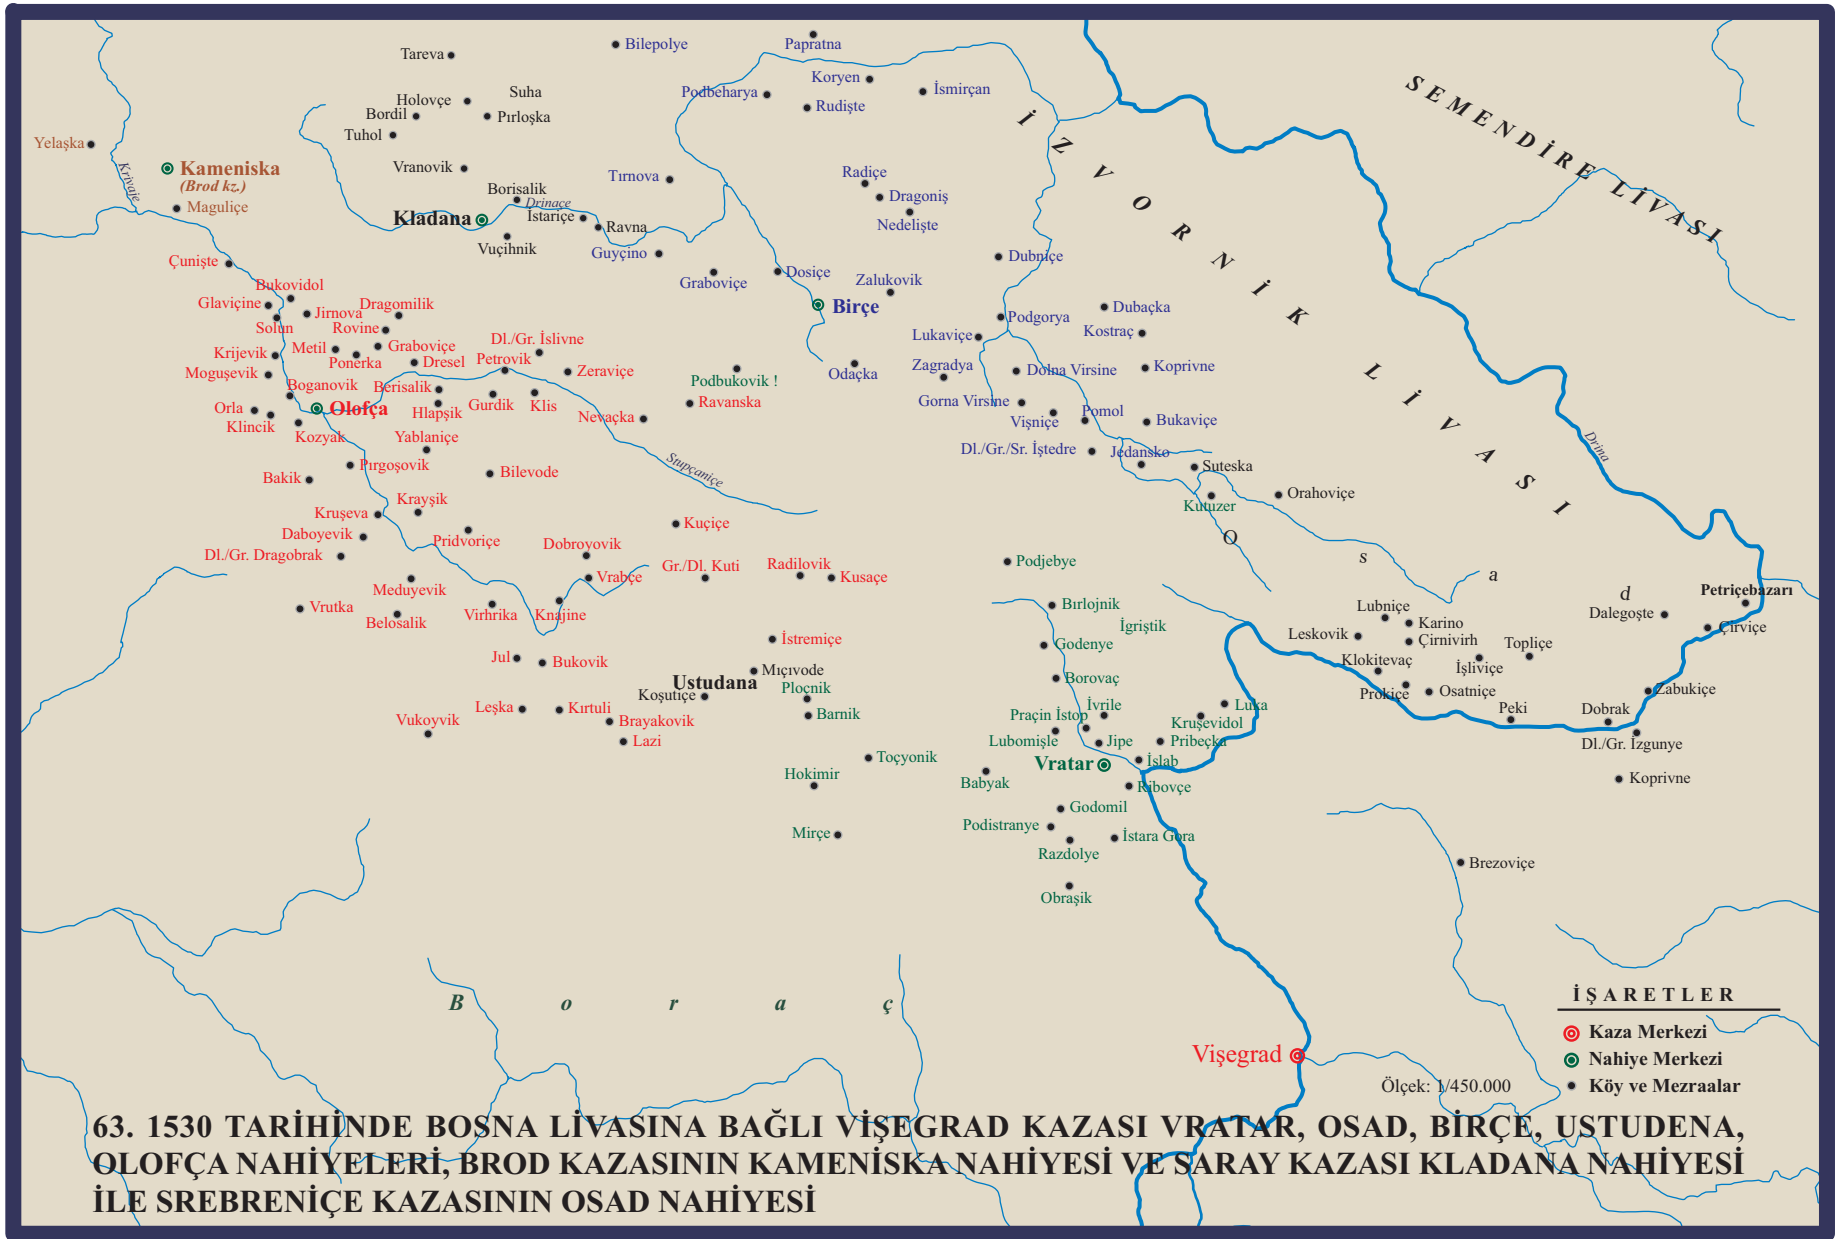 Bilepolye
Papratna
Tareva
Koryen
İsmirçan
Podbeharya
Rudişte
Holovçe
Suha
Bordil
Pırloşka
Tuhol
Yelaşka
Kameniska
(Brod kz.)
Maguliçe
Krivaje
Vranovik
Borisalik
Drinaçe
Kladana
İstariçe
Ravna
Vuçihnik
Tırnova
Guyçino
Graboviçe
Radiçe
Dragoniş
Nedelişte
Dosiçe
Zalukovik
Birçe
Dubniçe
SEMENDİRE LİVASI
İZVORNİK LİVASI
Drina
Çunişte
Bukovidol
Glaviçine
Jirnova
Dragomilik
Solun
Rovine
Krijevik
Metil
Graboviçe
Ponerka
Dresel
Moguşevik
Boganovik
Berisalik
Petrovik
Dl./Gr. İslivne
Zeraviçe
Orla
Olofça
Hlapşik
Gurdik
Klis
Klincik
Kozyak
Yablaniçe
Nevaçka
Ravanska
Podbukovik !
Odaçka
Lukaviçe
Podgorya
Dubaçka
Kostraç
Zagradya
Dolna Virsine
Koprivne
Gorna Virsine
Vişniçe
Pomol
Bukaviçe
Dl./Gr./Sr. İştedre
Jedansko
Suteska
Orahoviçe
Kutuzer
Bakik
Pırgoşovik
Bilevode
Stupçaniçe
Kruşeva
Krayşik
Daboyevik
Pridvoriçe
Kuçiçe
Dl./Gr. Dragobrak
Dobroyovik
Vrabçe
Gr./Dl. Kuti
Radilovik
Kusaçe
Meduyevik
Vrutka
Belosalik
Virhrika
Knajine
Podjebye
Bırlojnik
İgriştik
Godenye
O s a d
Petriçebazarı
Dalegoşte
Çirviçe
Lubniçe
Karino
Leskovik
Çirnivirh
Topliçe
Klokitevaç
İşliviçe
Prokiçe
Osatniçe
Zabukiçe
Peki
Dobrak
Dl./Gr. İzgunye
Koprivne
Jul
Bukovik
İstremiçe
Mıçıvode
Ustudana
Koşutiçe
Ploçnik
Barnik
Borovaç
Leşka
Kırtuli
Brayakovik
Vukoyvik
Lazi
Toçyonik
Hokimir
Mirçe
Praçin İstop
İvrile
Lubomişle
Jipe
Kruşevidol
Luka
Pribeçka
Vratar
İslab
Babyak
Ribovçe
Godomil
Podistranye
İstara Gora
Razdolye
Obraşik
Brezoviçe
B o r a ç
Vişegrad
İŞARETLER
Kaza Merkezi
Nahiye Merkezi
Köy ve Mezraalar
Ölçek: 1/450.000
63. 1530 TARİHİNDE BOSNA LİVASINA BAĞLI VİŞEGRAD KAZASI VRATAR, OSAD, BİRÇE, USTUDENA,
OLOFÇA NAHİYELERİ, BROD KAZASININ KAMENİSKA NAHİYESİ VE SARAY KAZASI KLADANA NAHİYESİ
İLE SREBRENİÇE KAZASININ OSAD NAHİYESİ